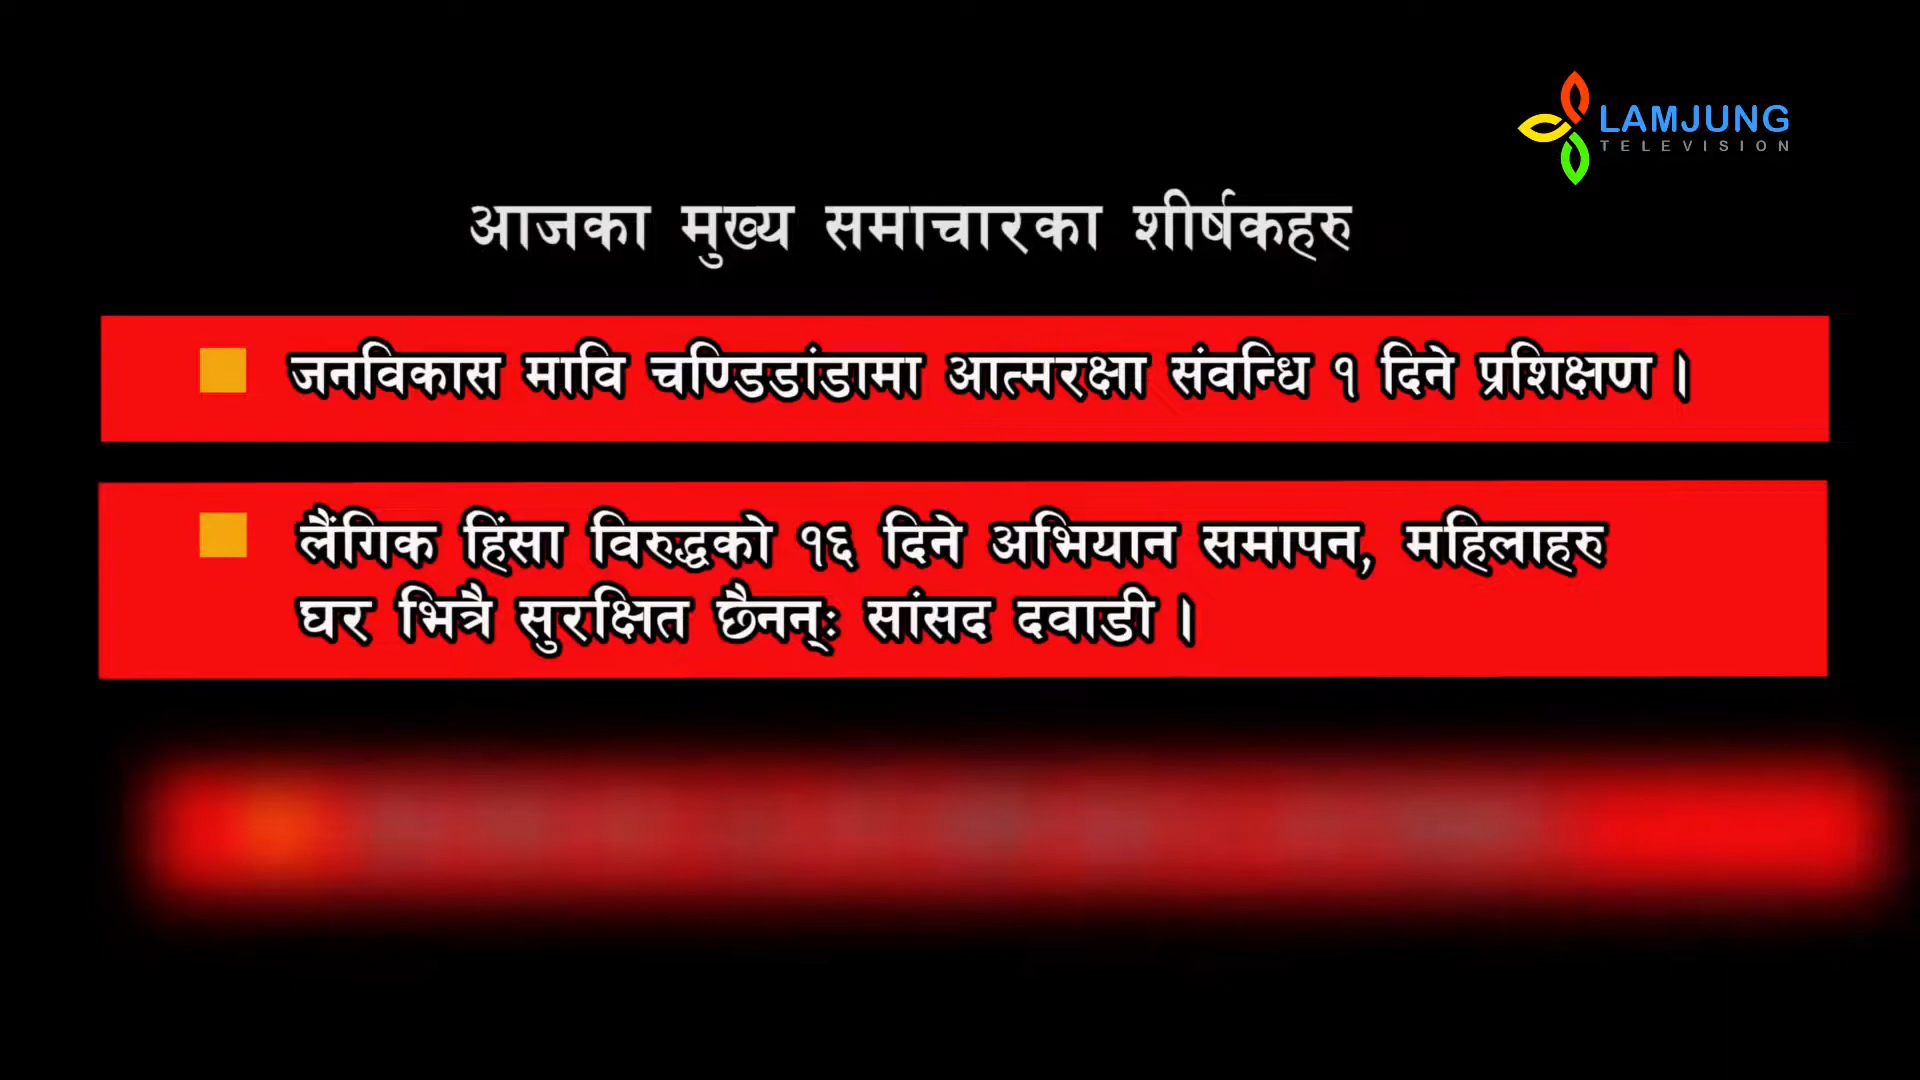 LAMJUNG
TELEVISION
आजका मुख्य समाचारका शीर्षकहरु
जनविकास मावि चण्डिडांडामा आत्मरक्षा संवन्धि १ दिने प्रशिक्षण ।
लैंगिक हिंसा विरुद्धको १६ दिने अभियान समापन, महिलाहरु
घर भित्रै सुरक्षित छैनन्ः सांसद दवाडी ।